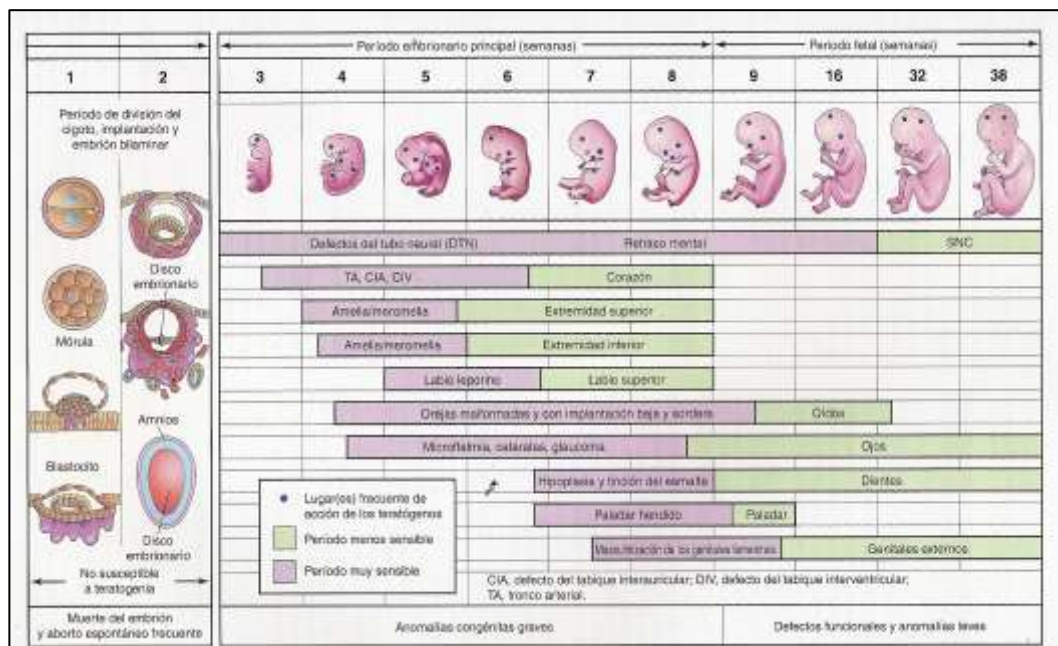 Período embrionario principal (semanas)
Período fetal (semanas)
1
2
3
4
5
6
7
8
9
16
32
38
Período de división del
cigoto, implantación y
embrión bilaminar
Disco
embrionario
Mórula
Amnios
Blastocito
Disco
embrionario
No susceptible
a teratogenia
Muerte del embrión
y aborto espontáneo frecuente
Defectos del tubo neural (DTN)
Retraso mental
SNC
TA, CIA, CIV
Corazón
Amelia/meromelia
Extremidad superior
Amelia/meromelia
Extremidad inferior
Labio leporino
Labio superior
Orejas malformadas y con implantación baja y sordera
Oídos
Microftalmia, cataratas, glaucoma
Ojos
Hipoplasia y tinción del esmalte
Dientes
Paladar hendido
Paladar
Masculinización de los genitales femeninos
Genitales externos
Lugar(es) frecuente de
acción de los teratógenos
Período menos sensible
Período muy sensible
CIA, defecto del tabique interauricular; CIV, defecto del tabique interventricular;
TA, tronco arterial.
Anomalías congénitas graves
Defectos funcionales y anomalías leves